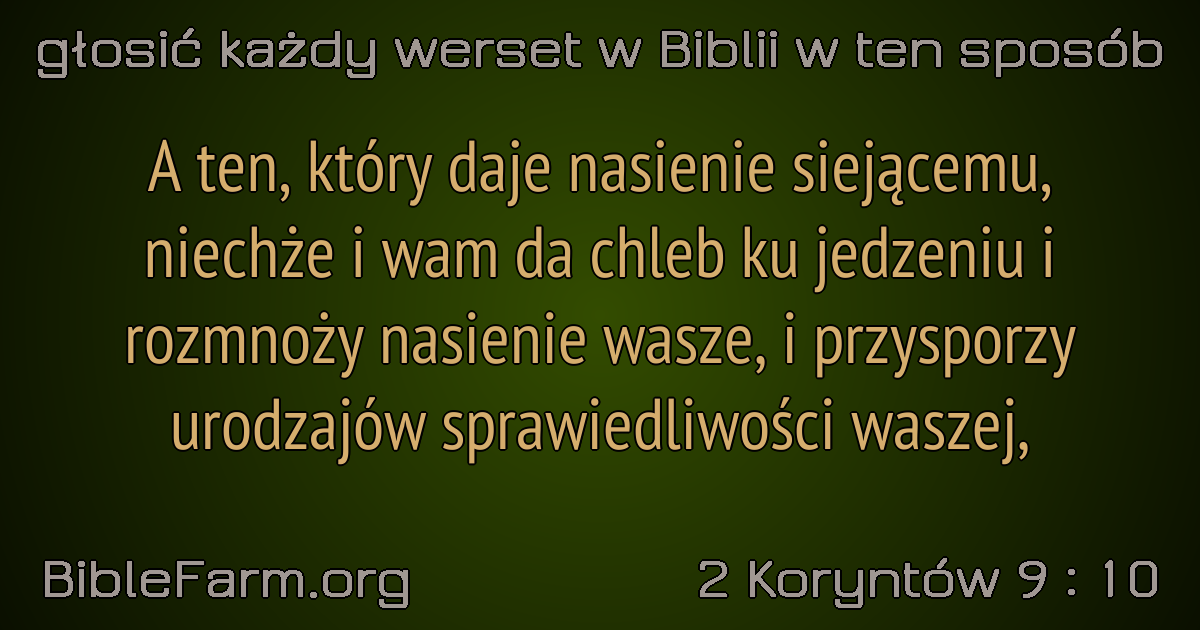 głosić każdy werset w Biblii w ten sposób
A ten, który daje nasienie siejącemu,
niechże i wam da chleb ku jedzeniu i
rozmnoży nasienie wasze, i przysporzy
urodzajów sprawiedliwości waszej,
BibleFarm.org
2 Koryntów 9 : 10